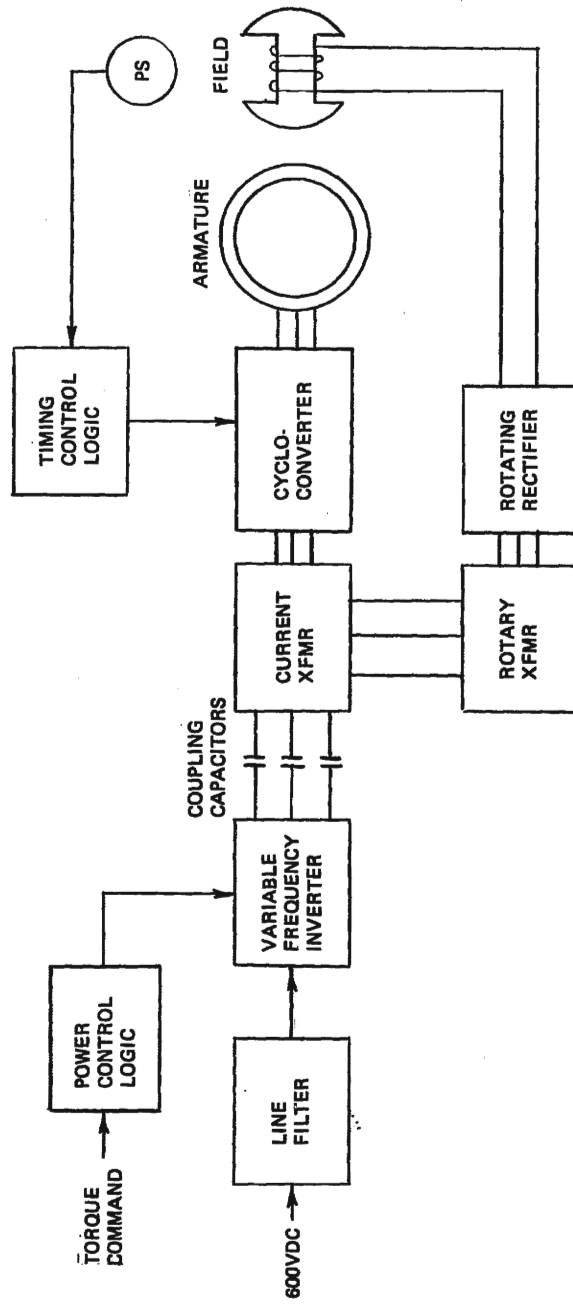 TORQUE
COMMAND
POWER
CONTROL
LOGIC
TIMING
CONTROL
LOGIC
PS
600VDC
LINE
FILTER
VARIABLE
FREQUENCY
INVERTER
COUPLING
CAPACITORS
CURRENT
XFMR
CYCLO-
CONVERTER
ARMATURE
FIELD
ROTARY
XFMR
ROTATING
RECTIFIER